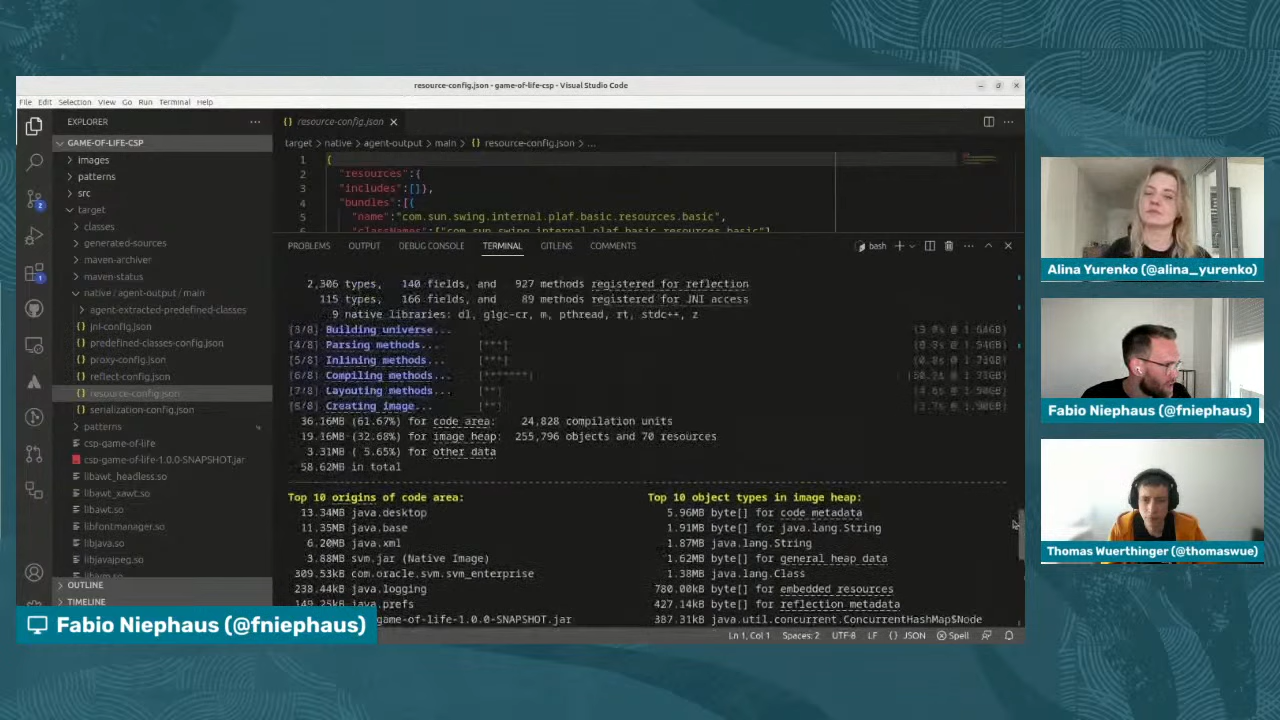 resource-config.json - game-of-life-csp - Visual Studio Code
File Edit Selection View Go Run Terminal Help
EXPLORER
GAME-OF-LIFE-CSP
images
patterns
src
target
classes
generated-sources
maven-archiver
maven-status
native / agent-output / main
agent-extracted-predefined-classes
jni-config.json
predefined-classes-config.json
proxy-config.json
reflect-config.json
resource-config.json
serialization-config.json
patterns
csp-game-of-life
csp-game-of-life-1.0.0-SNAPSHOT.jar
libawt_headless.so
libawt_xawt.so
libawt.so
libfontmanager.so
libjava.so
libjavajpeg.so
OUTLINE
TIMELINE
{} resource-config.json
target > native > agent-output > main > {} resource-config.json > ...
1 {
2 "resources":{
3 "includes":[]},
4 "bundles":[{
5 "name":"com.sun.swing.internal.plaf.basic.resources.basic",
"classNames":["com.sun.swing.internal.plaf.basic.resources.basic"]
PROBLEMS OUTPUT DEBUG CONSOLE TERMINAL GITLENS COMMENTS
bash
2,306 types, 140 fields, and 927 methods registered for reflection
115 types, 166 fields, and 89 methods registered for JNI access
9 native libraries: dl, glgc-cr, m, pthread, rt, stdc++, z
[3/8] Building universe...
[4/8] Parsing methods... [***]
[5/8] Inlining methods... [***]
[6/8] Compiling methods... [*******]
[7/8] Layouting methods... [**]
[8/8] Creating image... [**]
36.16MB (61.67%) for code area: 24,828 compilation units
19.16MB (32.68%) for image heap: 255,796 objects and 70 resources
3.31MB ( 5.65%) for other data
58.62MB in total
Top 10 origins of code area:
13.34MB java.desktop
11.35MB java.base
6.20MB java.xml
3.88MB svm.jar (Native Image)
309.53kB com.oracle.svm.svm_enterprise
238.44kB java.logging
149.25kB java.prefs
game-of-life-1.0.0-SNAPSHOT.jar
Top 10 object types in image heap:
5.96MB byte[] for code metadata
1.91MB byte[] for java.lang.String
1.87MB java.lang.String
1.62MB byte[] for general heap data
1.38MB java.lang.Class
780.00kB byte[] for embedded resources
427.14kB byte[] for reflection metadata
387.31kB java.util.concurrent.ConcurrentHashMap$Node
Ln 1, Col 1 Spaces: 2 UTF-8 LF {} JSON Spell
Fabio Niephaus (@fniephaus)
Alina Yurenko (@alina_yurenko)
Fabio Niephaus (@fniephaus)
Thomas Wuerthinger (@thomaswue)